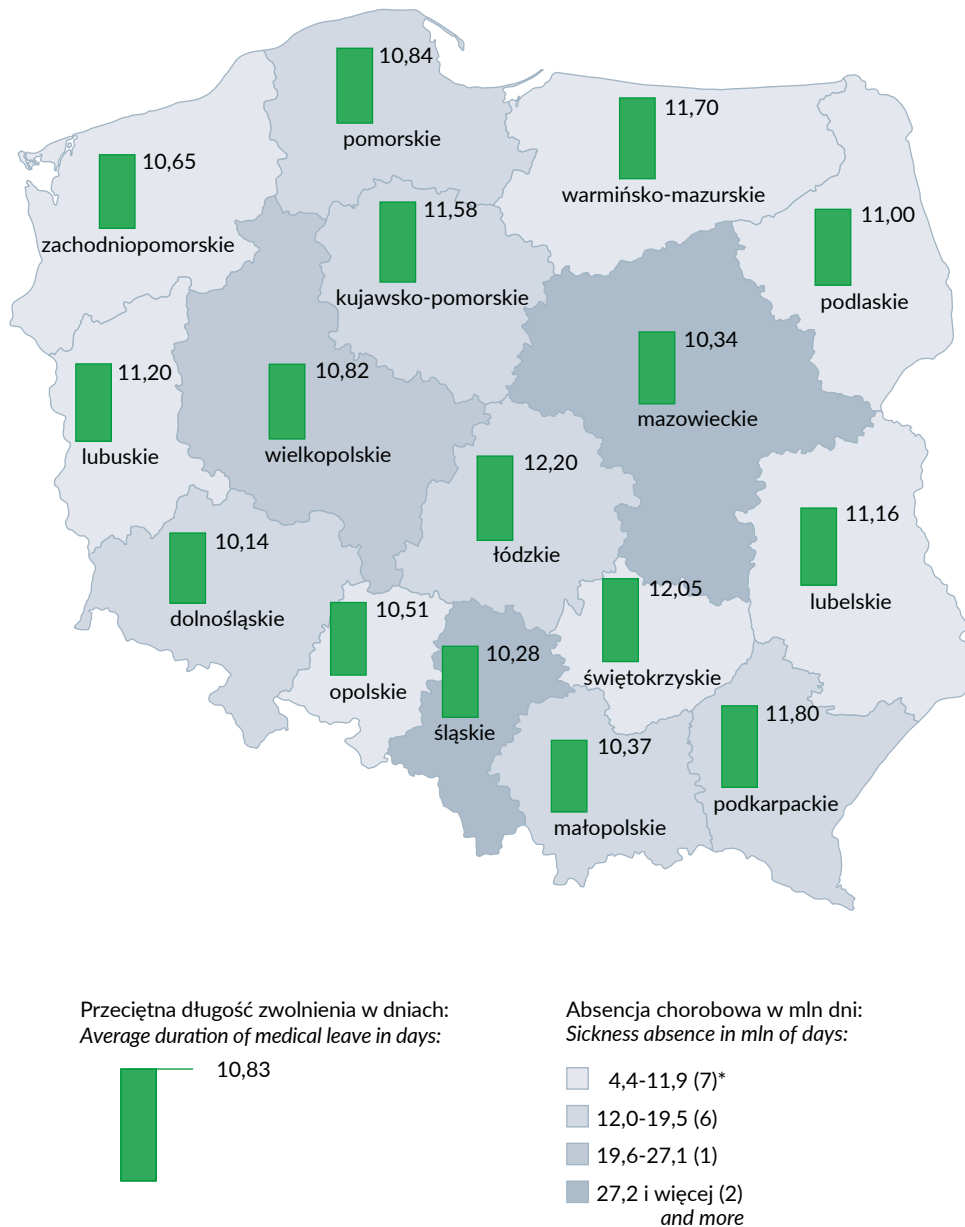 10,84
pomorskie
11,70
warmińsko-mazurskie
10,65
zachodniopomorskie
11,58
kujawsko-pomorskie
11,00
podlaskie
10,34
mazowieckie
11,20
lubuskie
10,82
wielkopolskie
12,20
łódzkie
11,16
lubelskie
10,14
dolnośląskie
10,51
opolskie
12,05
świętokrzyskie
10,28
śląskie
10,37
małopolskie
11,80
podkarpackie
Przeciętna długość zwolnienia w dniach:
Average duration of medical leave in days:
10,83
Absencja chorobowa w mln dni:
Sickness absence in mln of days:
4,4-11,9 (7)*
12,0-19,5 (6)
19,6-27,1 (1)
27,2 i więcej (2)
and more